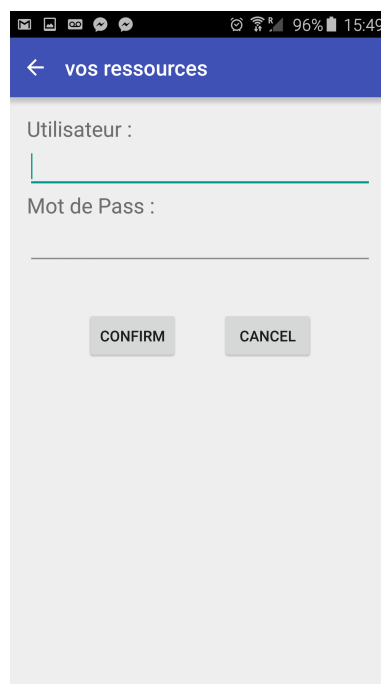 R 96% 15:49
vos ressources
Utilisateur :
Mot de Pass :
CONFIRM CANCEL